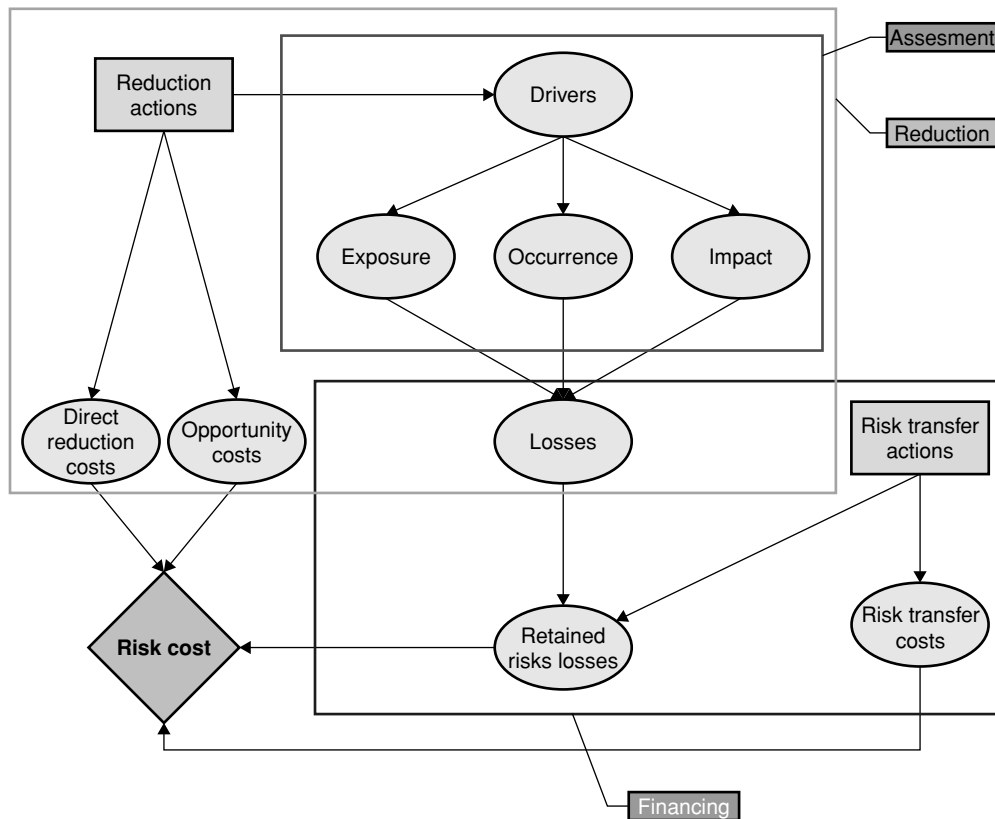 Assesment
Reduction
actions
Drivers
Reduction
Exposure
Occurrence
Impact
Direct
reduction
costs
Opportunity
costs
Losses
Risk transfer
actions
Risk cost
Retained
risks losses
Risk transfer
costs
Financing